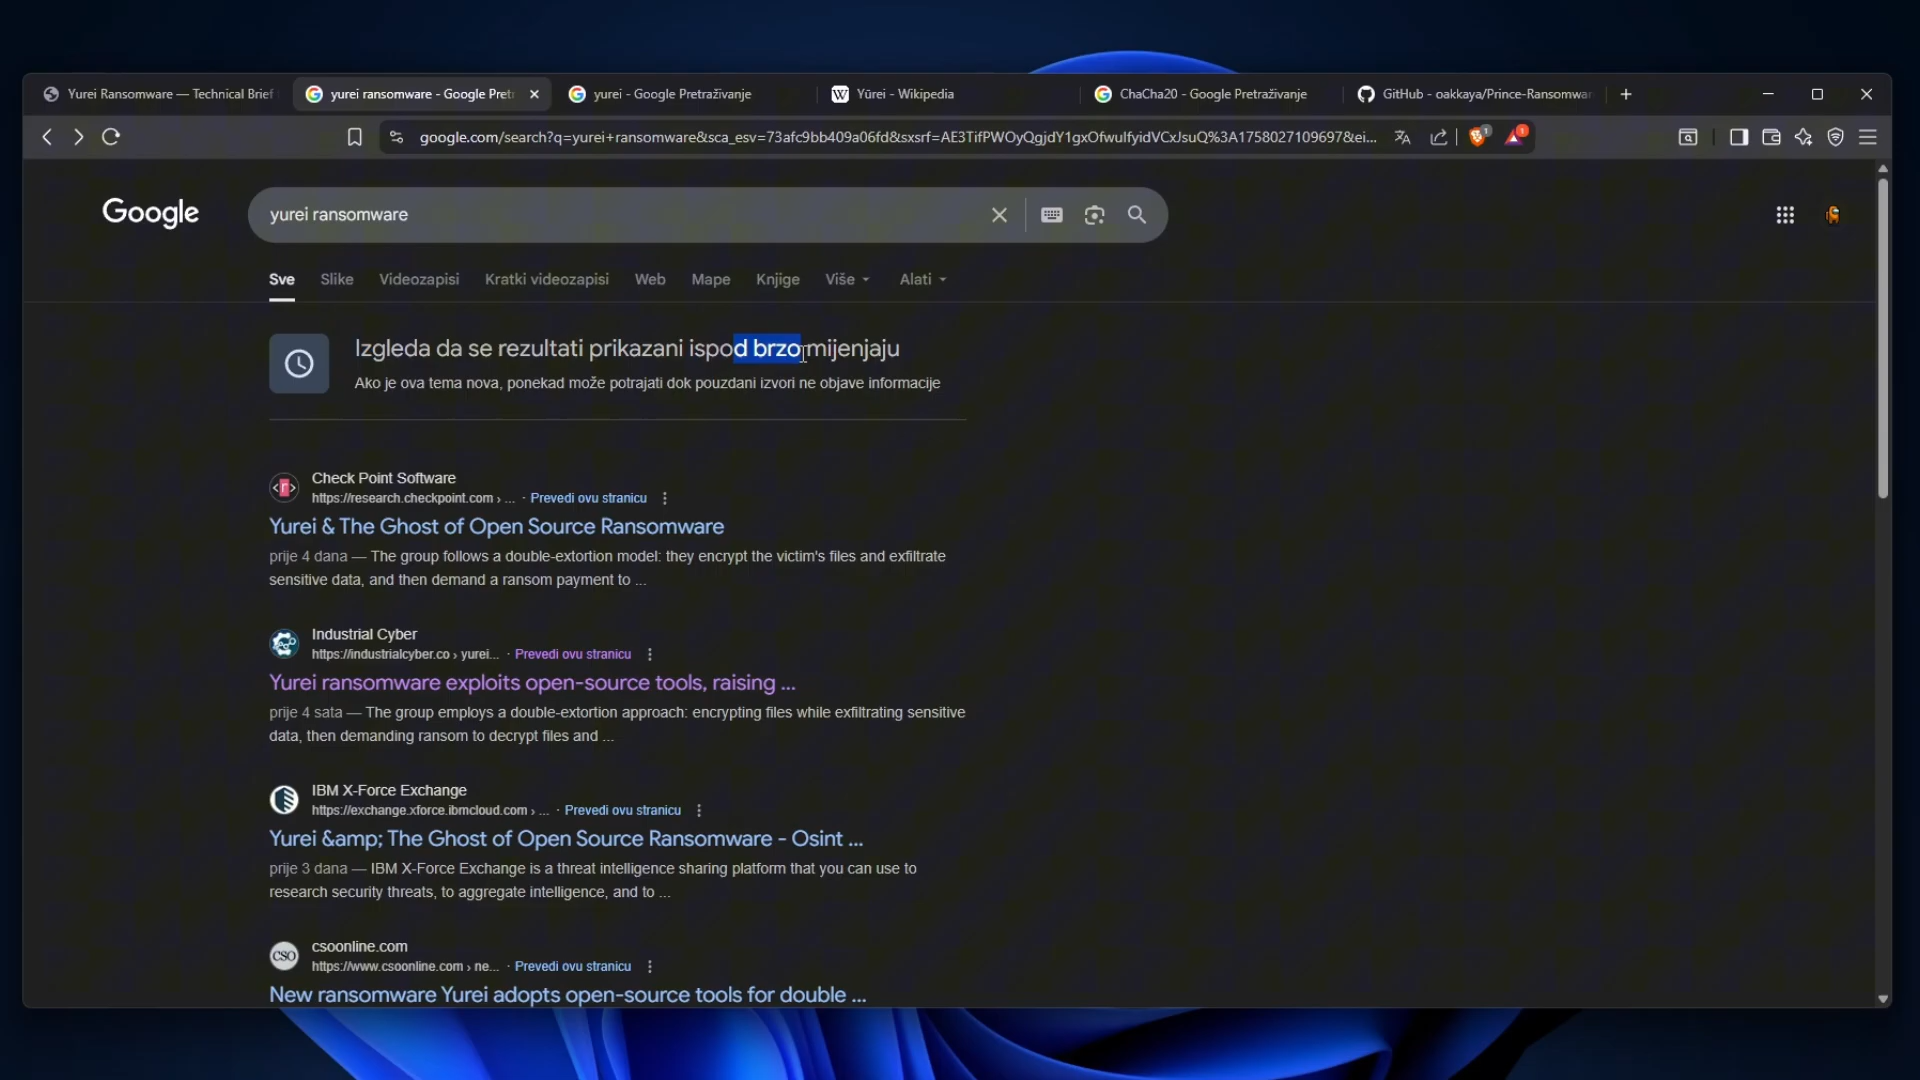 Yurei Ransomware — Technical Brief
yurei ransomware - Google Pret
yurei - Google Pretraživanje
Yūrei - Wikipedia
ChaCha20 - Google Pretraživanje
GitHub - oakkaya/Prince-Ransomwar
google.com/search?q=yurei+ransomware&sca_esv=73afc9bb409a06fd&sxsrf=AE3TifPWOyQgjdY1gxOfwulfyidVCxJsuQ%3A1758027109697&ei...
1
1
Google
yurei ransomware
Sve
Slike
Videozapisi
Kratki videozapisi
Web
Mape
Knjige
Više
Alati
Izgleda da se rezultati prikazani ispod brzo mijenjaju
Ako je ova tema nova, ponekad može potrajati dok pouzdani izvori ne objave informacije
Check Point Software
https://research.checkpoint.com › ... · Prevedi ovu stranicu
Yurei & The Ghost of Open Source Ransomware
prije 4 dana — The group follows a double-extortion model: they encrypt the victim's files and exfiltrate
sensitive data, and then demand a ransom payment to ...
Industrial Cyber
https://industrialcyber.co › yurei... · Prevedi ovu stranicu
Yurei ransomware exploits open-source tools, raising ...
prije 4 sata — The group employs a double-extortion approach: encrypting files while exfiltrating sensitive
data, then demanding ransom to decrypt files and ...
IBM X-Force Exchange
https://exchange.xforce.ibmcloud.com › ... · Prevedi ovu stranicu
Yurei &amp; The Ghost of Open Source Ransomware - Osint ...
prije 3 dana — IBM X-Force Exchange is a threat intelligence sharing platform that you can use to
research security threats, to aggregate intelligence, and to ...
CSO
csoonline.com
https://www.csoonline.com › ne... · Prevedi ovu stranicu
New ransomware Yurei adopts open-source tools for double ...